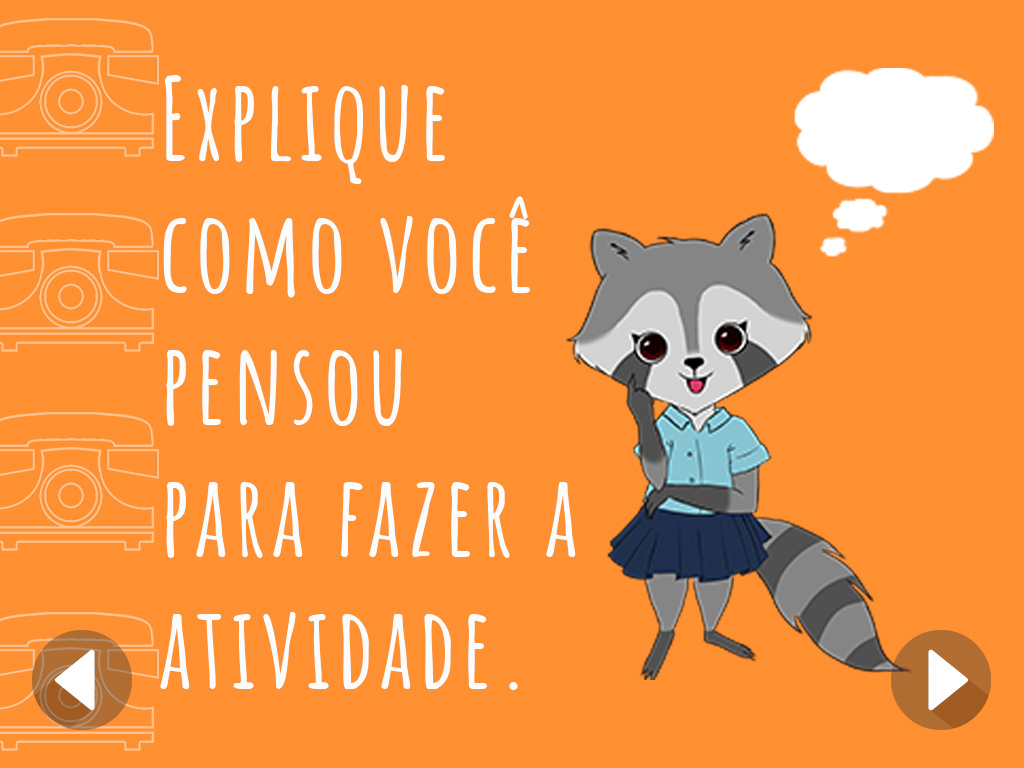 Explique
como você
pensou
para fazer a
atividade.